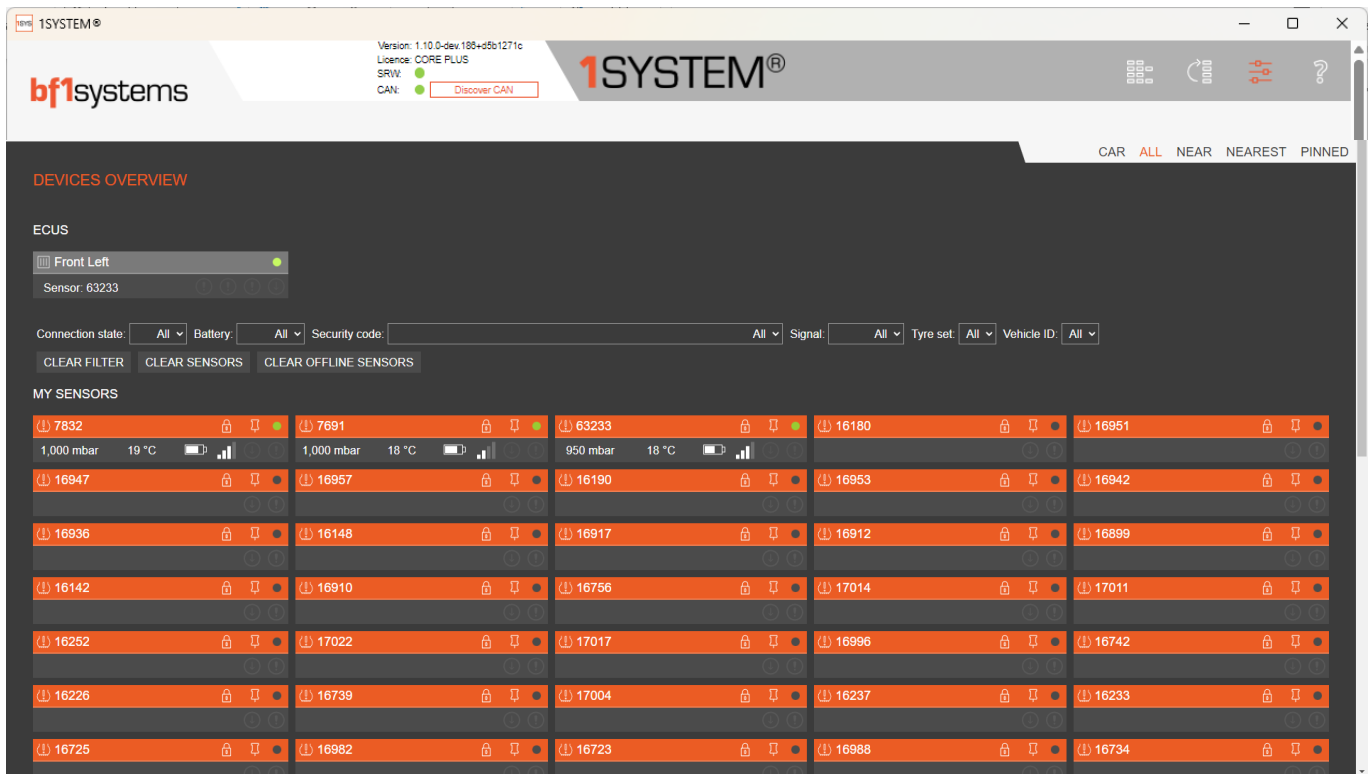 1SYS 1SYSTEM®
Version: 1.10.0-dev.186+d5b1271c
Licence: CORE PLUS
SRW:
CAN: Discover CAN
bf1systems
1SYSTEM®
CAR ALL NEAR NEAREST PINNED
DEVICES OVERVIEW
ECUS
Front Left
Sensor: 63233
Connection state: All Battery: All Security code: All Signal: All Tyre set: All Vehicle ID: All
CLEAR FILTER CLEAR SENSORS CLEAR OFFLINE SENSORS
MY SENSORS
7832 7691 63233 16180 16951
1,000 mbar 19 °C 1,000 mbar 18 °C 950 mbar 18 °C
16947 16957 16190 16953 16942
16936 16148 16917 16912 16899
16142 16910 16756 17014 17011
16252 17022 17017 16996 16742
16226 16739 17004 16237 16233
16725 16982 16723 16988 16734